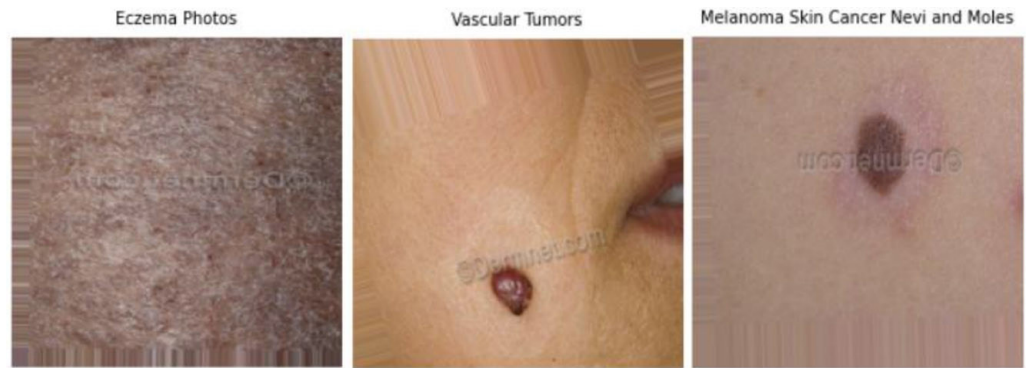 Eczema Photos
Vascular Tumors
Melanoma Skin Cancer Nevi and Moles
©Dermnet.com
©Dermnet.com